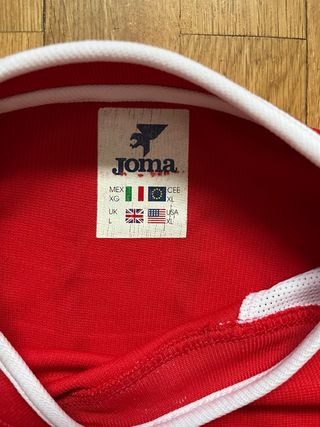 Joma
MEX CEE
XG XL
UK USA
L XL